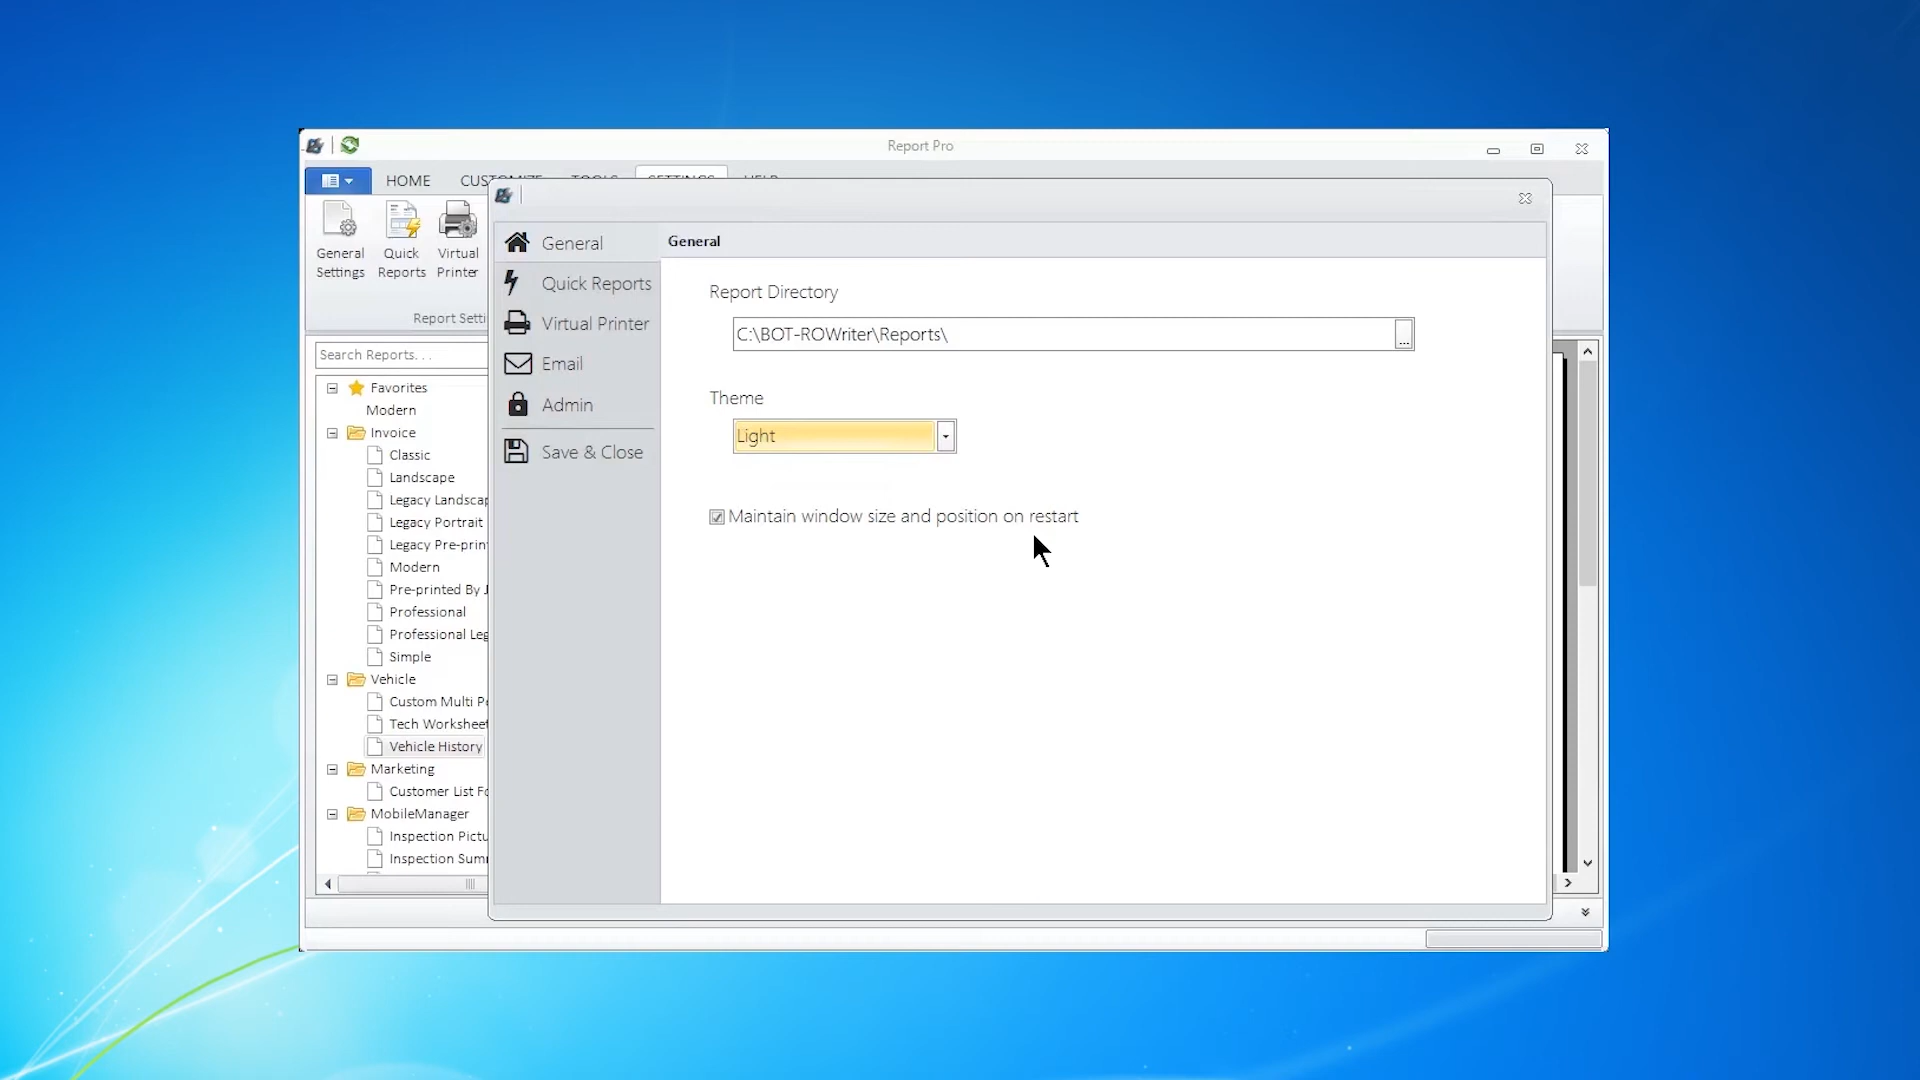 Report Pro
HOME
General
Settings
Quick
Reports
Virtual
Printer
Report Setti
Search Reports. . .
Favorites
Modern
Invoice
Classic
Landscape
Legacy Landscap
Legacy Portrait
Legacy Pre-prin
Modern
Pre-printed By J
Professional
Professional Leg
Simple
Vehicle
Custom Multi P
Tech Worksheet
Vehicle History
Marketing
Customer List Fo
MobileManager
Inspection Pictu
Inspection Sum
General
Quick Reports
Virtual Printer
Email
Admin
Save & Close
General
Report Directory
C:\BOT-ROWriter\Reports\
...
Theme
Light
Maintain window size and position on restart